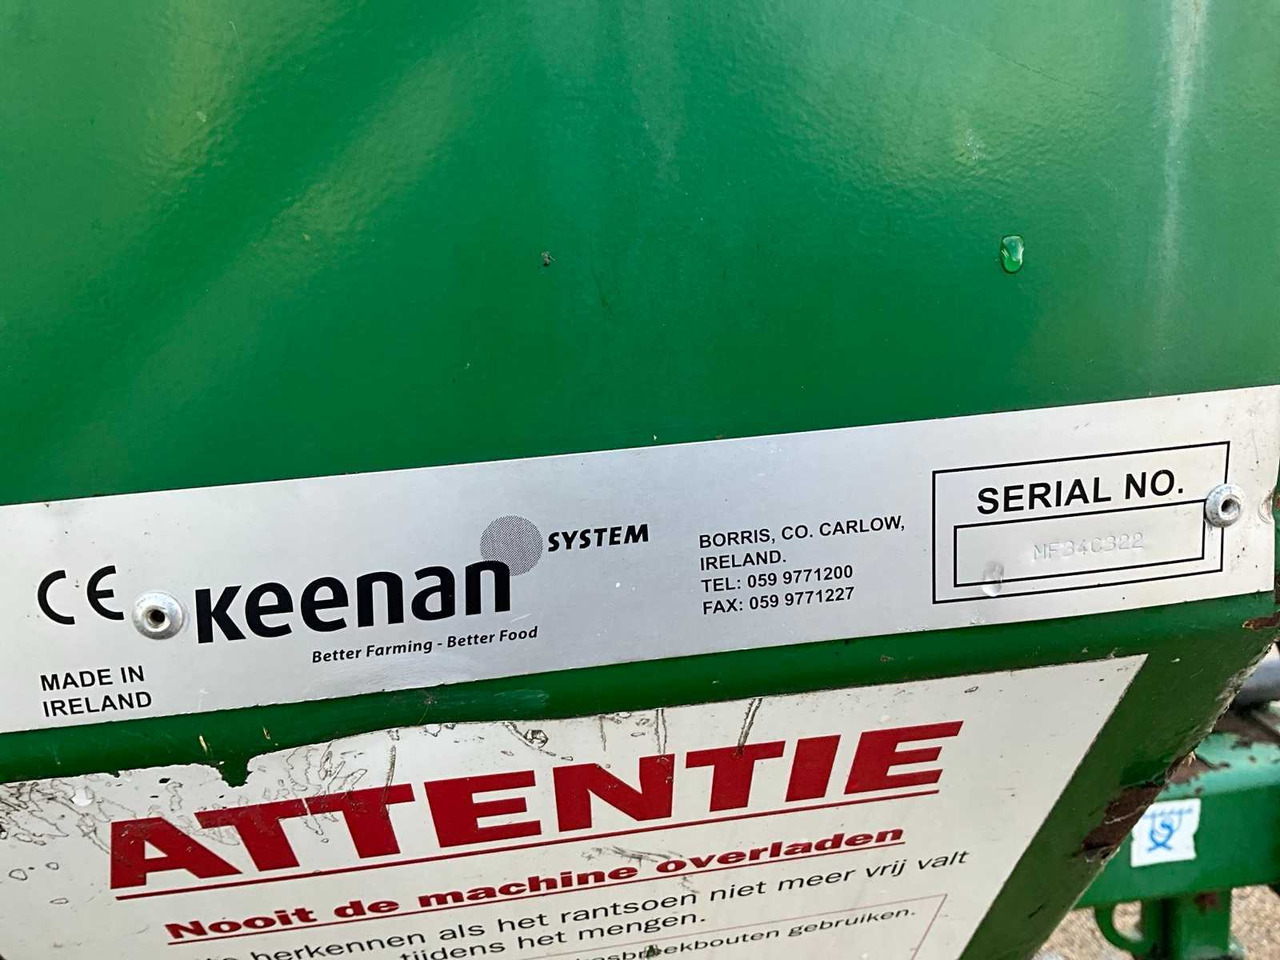 CE
MADE IN
IRELAND
Keenan SYSTEM
Better Farming - Better Food
BORRIS, CO. CARLOW,
IRELAND.
TEL: 059 9771200
FAX: 059 9771227
SERIAL NO.
MF34C322
ATTENTIE
Nooit de machine overladen
herkennen als het rantsoen niet meer vrij valt
tijdens het mengen.
gebruiken.